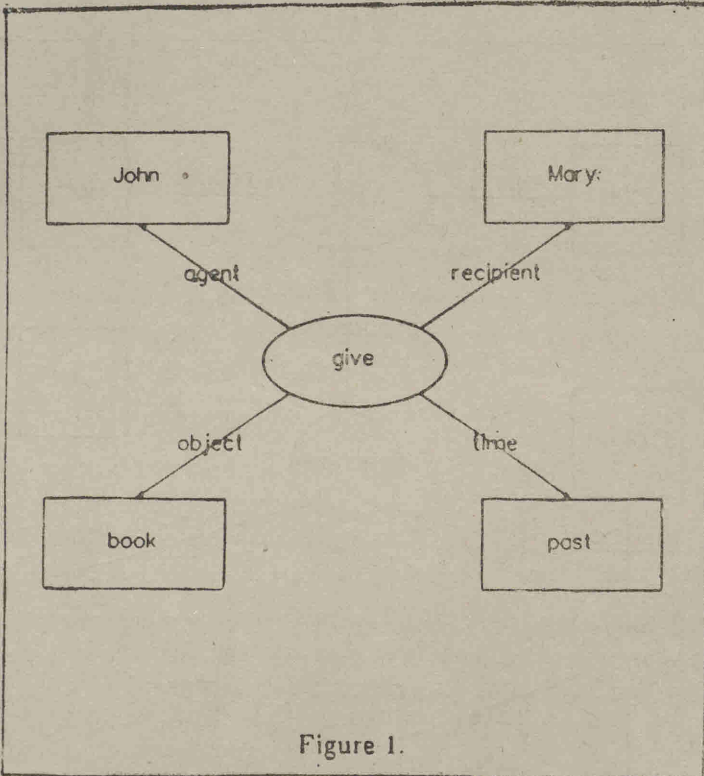 John
Mary
agent
recipient
give
object
time
book
past
Figure 1.